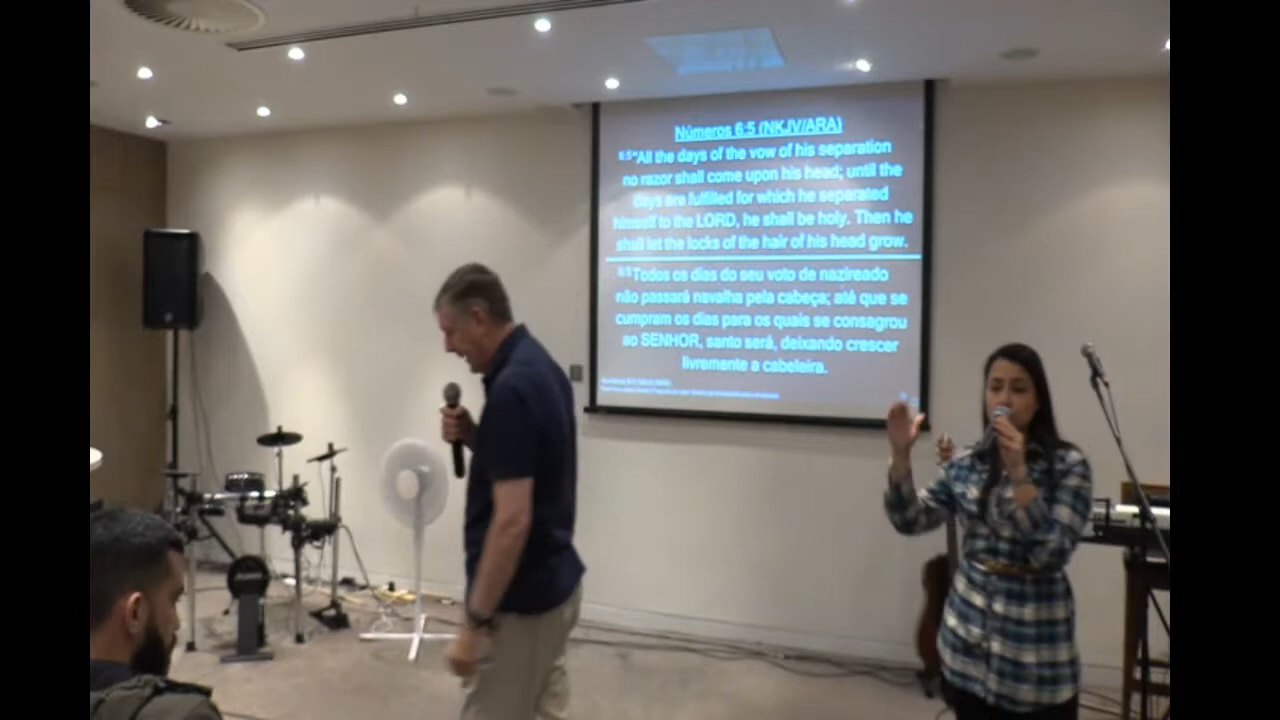 Números 6:5 (NKJV/ARA)
6:5"All the days of the vow of his separation
no razor shall come upon his head; until the
days are fulfilled for which he separated
himself to the LORD, he shall be holy. Then he
shall let the locks of the hair of his head grow.
6:5Todos os dias do seu voto de nazireado
não passará navalha pela cabeça; até que se
cumpram os dias para os quais se consagrou
ao SENHOR, santo será, deixando crescer
livremente a cabeleira.